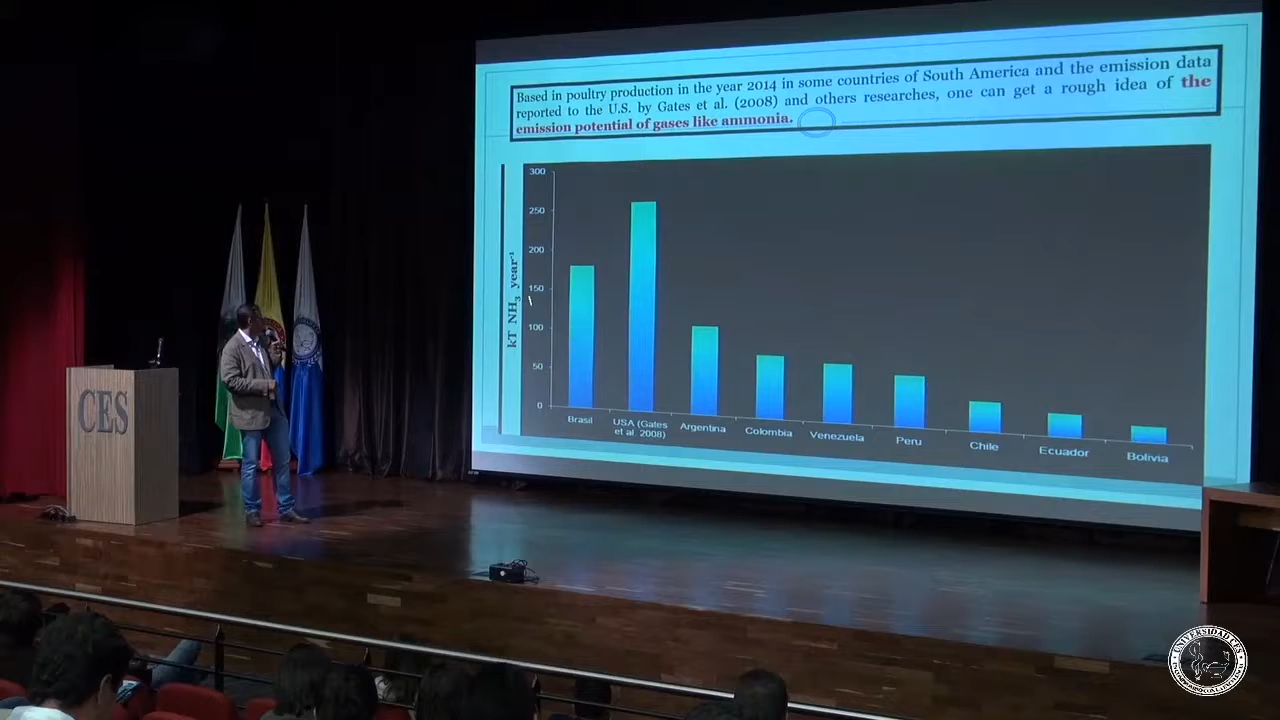 Based in poultry production in the year 2014 in some countries of South America and the emission data
reported to the U.S. by Gates et al. (2008) and others researches, one can get a rough idea of the
emission potential of gases like ammonia.
300
250
200
150
100
50
0
kT NH3 year-1
Brasil
USA (Gates
et al 2008)
Argentina
Colombia
Venezuela
Peru
Chile
Ecuador
Bolivia
CES
UNIVERSIDAD CES